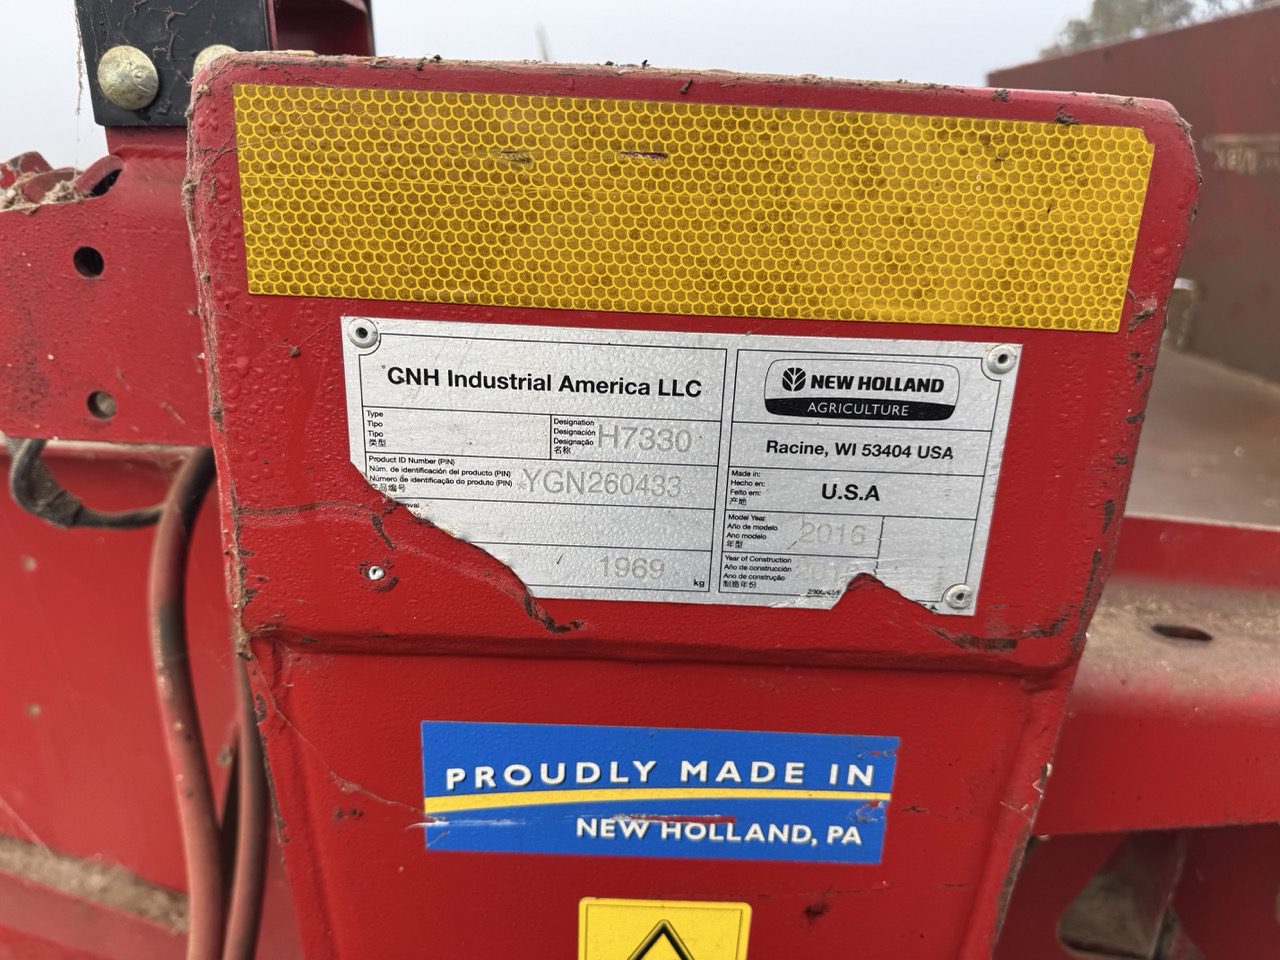 CNH Industrial America LLC
Type
Tipo
Tipo
类型
Designation
Designación
Designação
名称
H7330
Product ID Number (PIN)
Núm. de identificación del producto (PIN)
Número de identificação do produto (PIN)
产品编号
*YGN260433
1969
kg
NEW HOLLAND
AGRICULTURE
Racine, WI 53404 USA
Made in:
Hecho en:
Feito em:
产地
U.S.A
Model Year
Año de modelo
Ano modelo
年型
2016
Year of Construction
Año de construcción
Ano de construção
制造年份
PROUDLY MADE IN
NEW HOLLAND, PA